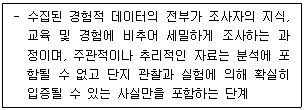 - 수집된 경험적 데이터의 전부가 조사자의 지식,
교육 및 경험에 비추어 세밀하게 조사하는 과
정이며, 주관적이나 추리적인 자료는 분석에 포
함될 수 없고 단지 관찰과 실험에 의해 확실히
입증될 수 있는 사실만을 포함하는 단계